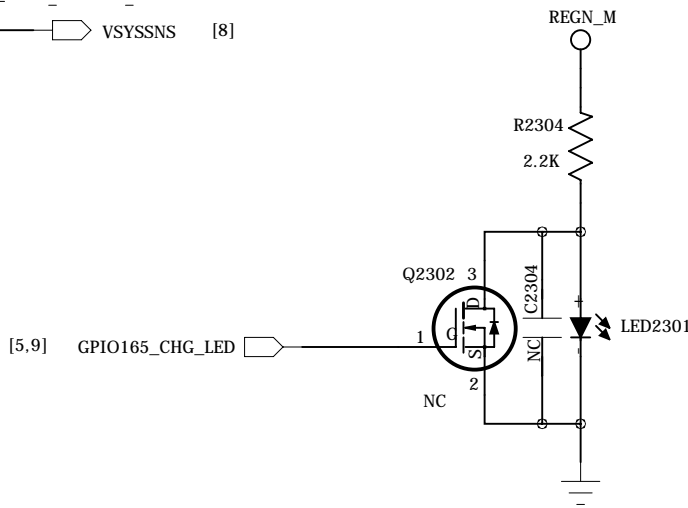 REGN_M
VSYSSNS [8]
R2304
2.2K
Q2302 3
C2304
D
G
S
1
2
NC
NC
+
-
LED2301
[5,9] GPIO165_CHG_LED